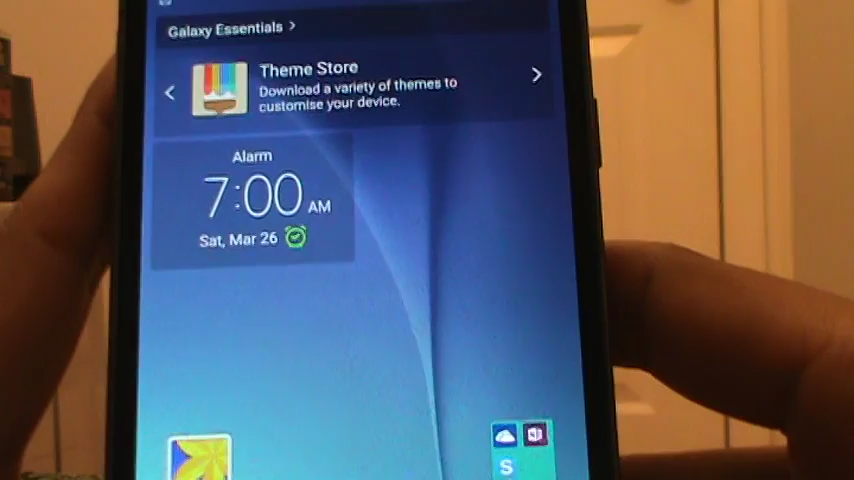 Galaxy Essentials >
Theme Store
Download a variety of themes to
customise your device.
Alarm
7:00 AM
Sat, Mar 26
S